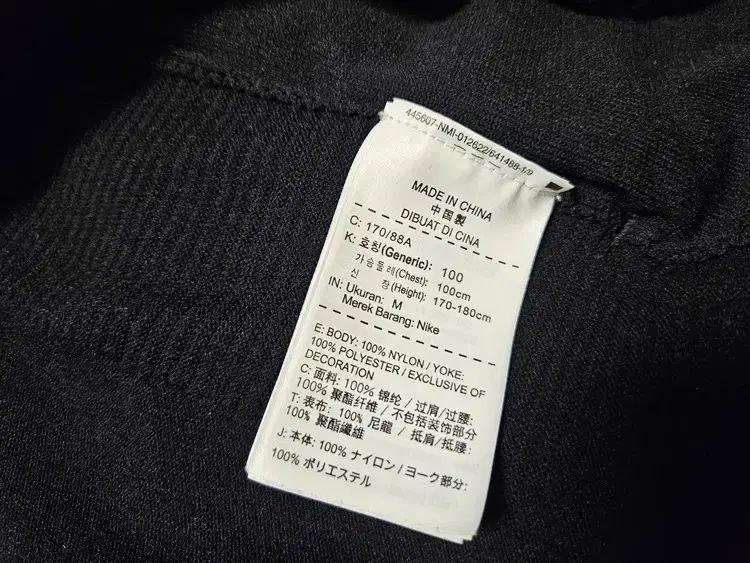 445607-NMI-012622/641488-1/P
MADE IN CHINA
中国製
DIBUAT DI CINA
C: 170/88A
K: 호칭(Generic): 100
가슴둘레(Chest): 100cm
신 장(Height): 170-180cm
IN: Ukuran: M
Merek Barang: Nike
E: BODY: 100% NYLON / YOKE:
100% POLYESTER / EXCLUSIVE OF
DECORATION
C: 面料: 100% 锦纶 / 过肩/过腰:
100% 聚酯纤维 / 不包括装饰部分
T: 表布: 100% 尼龍 / 抵肩/抵腰:
100% 聚酯纖維
J: 本体: 100% ナイロン / ヨーク部分:
100% ポリエステル